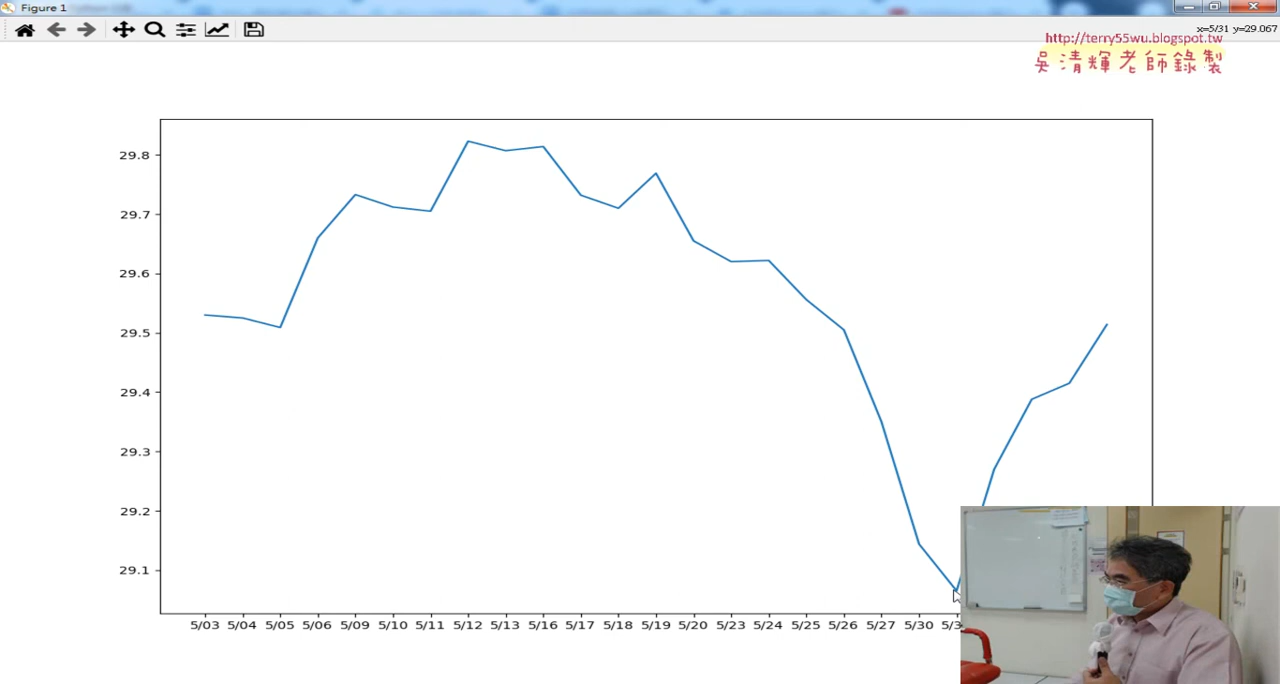 Figure 1
x=5/31 y=29.067
http://terry55wu.blogspot.tw
吳清輝老師錄製
29.8
29.7
29.6
29.5
29.4
29.3
29.2
29.1
5/03 5/04 5/05 5/06 5/09 5/10 5/11 5/12 5/13 5/16 5/17 5/18 5/19 5/20 5/23 5/24 5/25 5/26 5/27 5/30